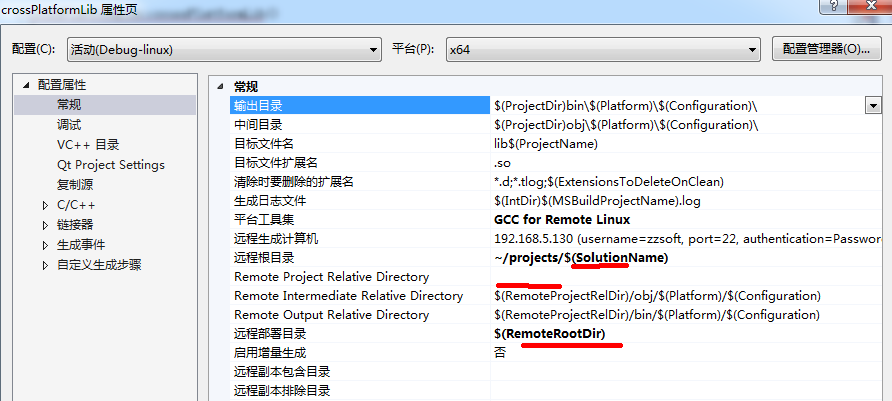 crossPlatformLib 属性页
配置(C): 活动(Debug-linux) 平台(P): x64 配置管理器(O)...
配置属性
常规
调试
VC++ 目录
Qt Project Settings
复制源
C/C++
链接器
生成事件
自定义生成步骤
常规
输出目录 $(ProjectDir)bin\$(Platform)\$(Configuration)\
中间目录 $(ProjectDir)obj\$(Platform)\$(Configuration)\
目标文件名 lib$(ProjectName)
目标文件扩展名 .so
清除时要删除的扩展名 *.d;*.tlog;$(ExtensionsToDeleteOnClean)
生成日志文件 $(IntDir)$(MSBuildProjectName).log
平台工具集 GCC for Remote Linux
远程生成计算机 192.168.5.130 (username=zzsoft, port=22, authentication=Passwor
远程根目录 ~/projects/$(SolutionName)
Remote Project Relative Directory
Remote Intermediate Relative Directory $(RemoteProjectRelDir)/obj/$(Platform)/$(Configuration)
Remote Output Relative Directory $(RemoteProjectRelDir)/bin/$(Platform)/$(Configuration)
远程部署目录 $(RemoteRootDir)
启用增量生成 否
远程副本包含目录
远程副本排除目录